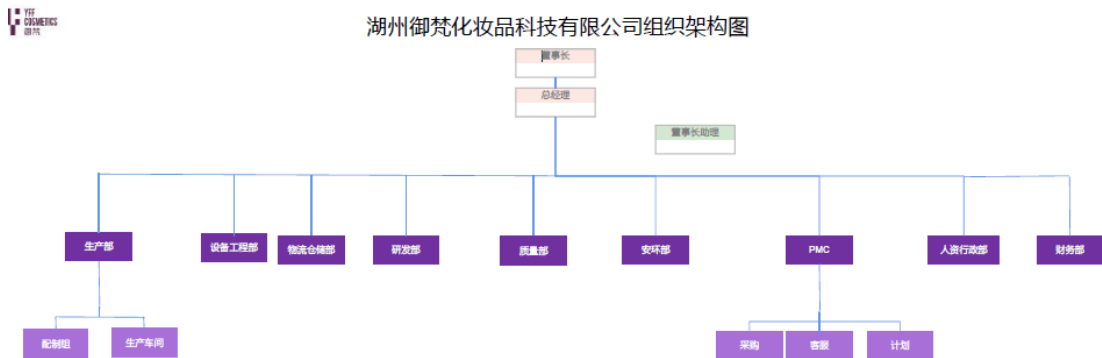 YFF
COSMETICS
御梵
湖州御梵化妆品科技有限公司组织架构图
董事长
总经理
董事长助理
生产部
设备工程部
物流仓储部
研发部
质量部
安环部
PMC
人资行政部
财务部
配制组
生产车间
采购
客服
计划